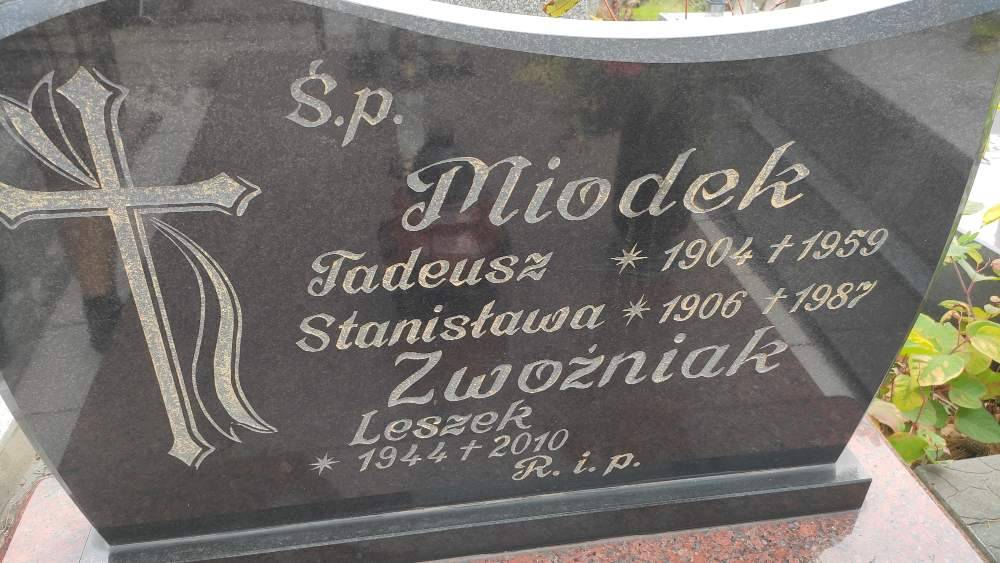 Ś.p.
Miodek
Tadeusz * 1904 † 1959
Stanisława * 1906 † 1987
Zwoźniak
Leszek
* 1944 † 2010
R. i. p.